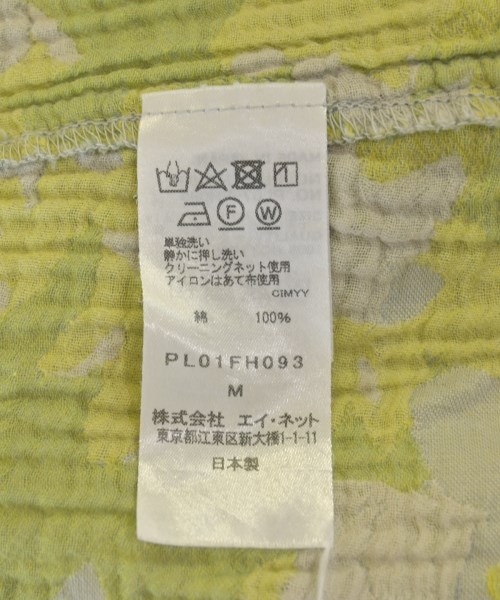 F W
単独洗い
静かに押し洗い
クリーニングネット使用
アイロンはあて布使用
CIMYY
綿 100%
PL01FH093
M
株式会社 エイ・ネット
東京都江東区新大橋1-1-11
日本製